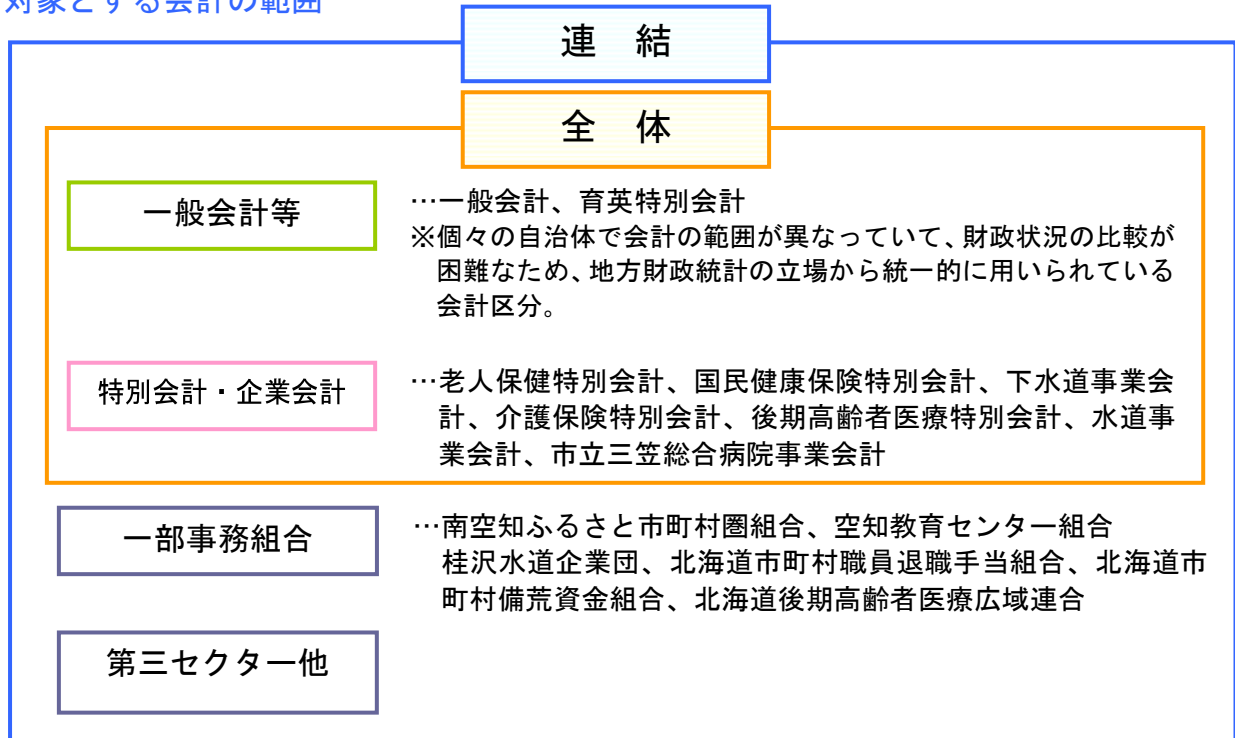 対象とする会計の範囲
連　結
全　体
一般会計等
…一般会計、育英特別会計
※個々の自治体で会計の範囲が異なっていて、財政状況の比較が
困難なため、地方財政統計の立場から統一的に用いられている
会計区分。
特別会計・企業会計
…老人保健特別会計、国民健康保険特別会計、下水道事業会
計、介護保険特別会計、後期高齢者医療特別会計、水道事
業会計、市立三笠総合病院事業会計
一部事務組合
…南空知ふるさと市町村圏組合、空知教育センター組合
桂沢水道企業団、北海道市町村職員退職手当組合、北海道市
町村備荒資金組合、北海道後期高齢者医療広域連合
第三セクター他